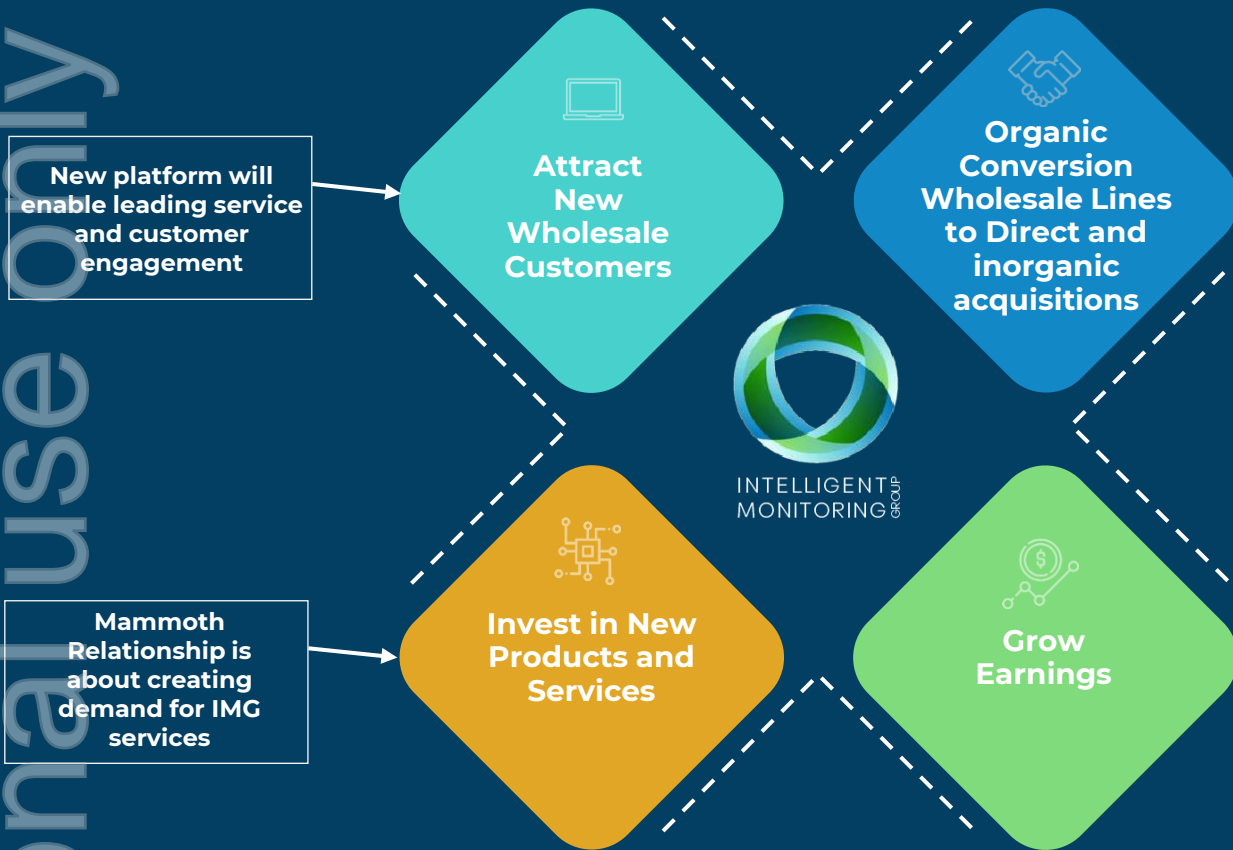 New platform will
enable leading service
and customer
engagement
Attract
New
Wholesale
Customers
Organic
Conversion
Wholesale Lines
to Direct and
inorganic
acquisitions
INTELLIGENT
MONITORING
GROUP
Mammoth
Relationship is
about creating
demand for IMG
services
Invest in New
Products and
Services
$
Grow
Earnings
use only